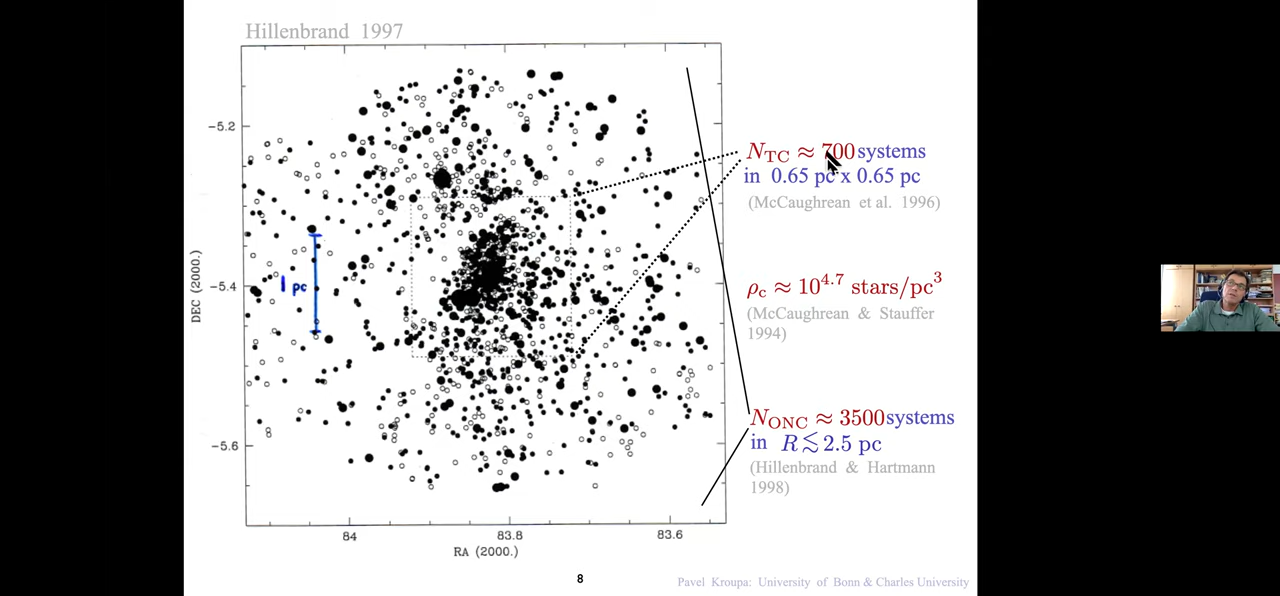 Hillenbrand 1997
-5.2
-5.4
-5.6
DEC (2000.)
1 pc
84
83.8
83.6
RA (2000.)
N_TC ≈ 700 systems
in 0.65 pc x 0.65 pc
(McCaughrean et al. 1996)
ρ_c ≈ 10^4.7 stars/pc^3
(McCaughrean & Stauffer
1994)
N_ONC ≈ 3500 systems
in R ≲ 2.5 pc
(Hillenbrand & Hartmann
1998)
8
Pavel Kroupa: University of Bonn & Charles University